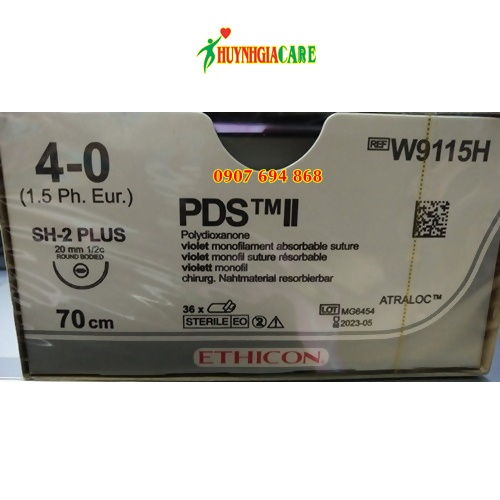 HUYNHGIACARE
4-0
(1.5 Ph. Eur.)
SH-2 PLUS
20 mm 1/2c
ROUND BODIED
70 cm
REF W9115H
0907 694 868
PDS™II
Polydioxanone
violet monofilament absorbable suture
violet monofil suture résorbable
violett monofil
chirurg. Nahtmaterial resorbierbar
ATRALOC™
36 x
STERILE EO
LOT MG6454
2023-05
ETHICON